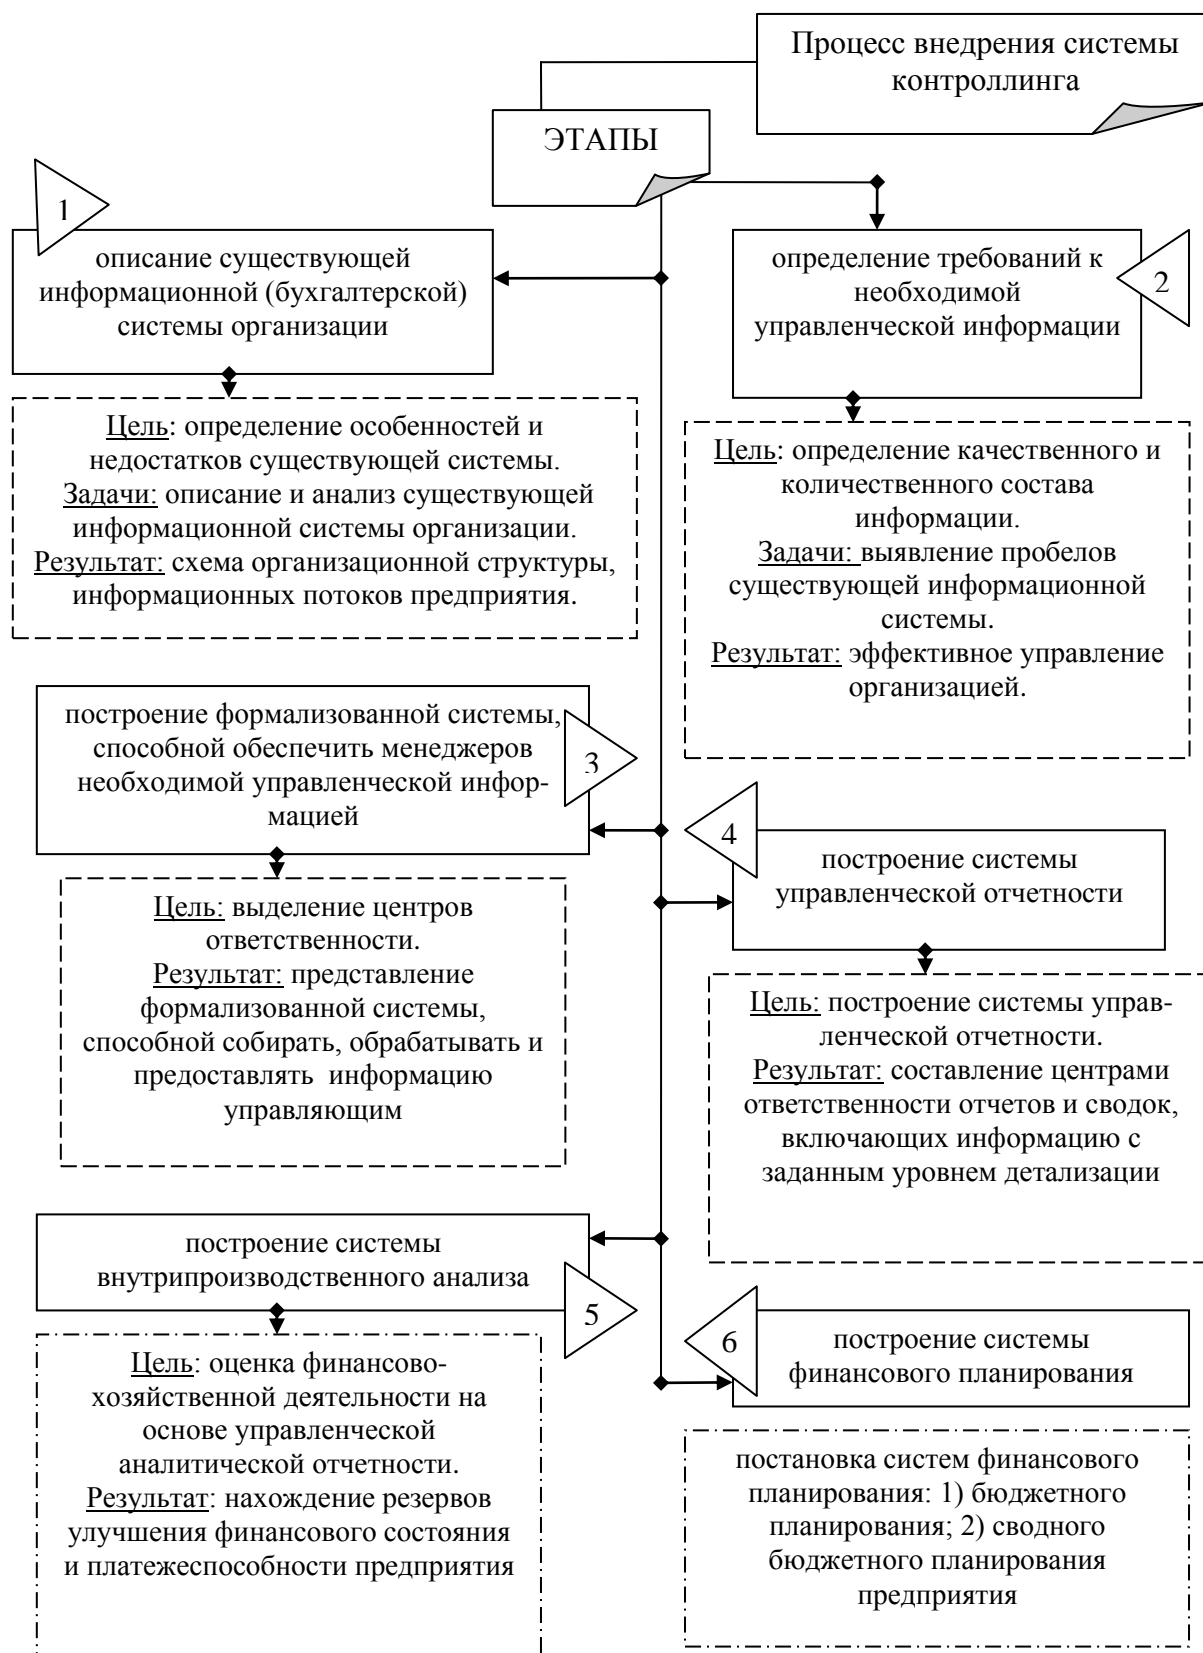 Процесс внедрения системы
контроллинга
ЭТАПЫ
1
описание существующей
информационной (бухгалтерской)
системы организации
Цель: определение особенностей и
недостатков существующей системы.
Задачи: описание и анализ существующей
информационной системы организации.
Результат: схема организационной структуры,
информационных потоков предприятия.
2
определение требований к
необходимой
управленческой информации
Цель: определение качественного и
количественного состава
информации.
Задачи: выявление пробелов
существующей информационной
системы.
Результат: эффективное управление
организацией.
3
построение формализованной системы,
способной обеспечить менеджеров
необходимой управленческой инфор-
мацией
Цель: выделение центров
ответственности.
Результат: представление
формализованной системы,
способной собирать, обрабатывать и
предоставлять информацию
управляющим
4
построение системы
управленческой отчетности
Цель: построение системы управ-
ленческой отчетности.
Результат: составление центрами
ответственности отчетов и сводок,
включающих информацию с
заданным уровнем детализации
5
построение системы
внутрипроизводственного анализа
Цель: оценка финансово-
хозяйственной деятельности на
основе управленческой
аналитической отчетности.
Результат: нахождение резервов
улучшения финансового состояния
и платежеспособности предприятия
6
построение системы
финансового планирования
постановка систем финансового
планирования: 1) бюджетного
планирования; 2) сводного
бюджетного планирования
предприятия